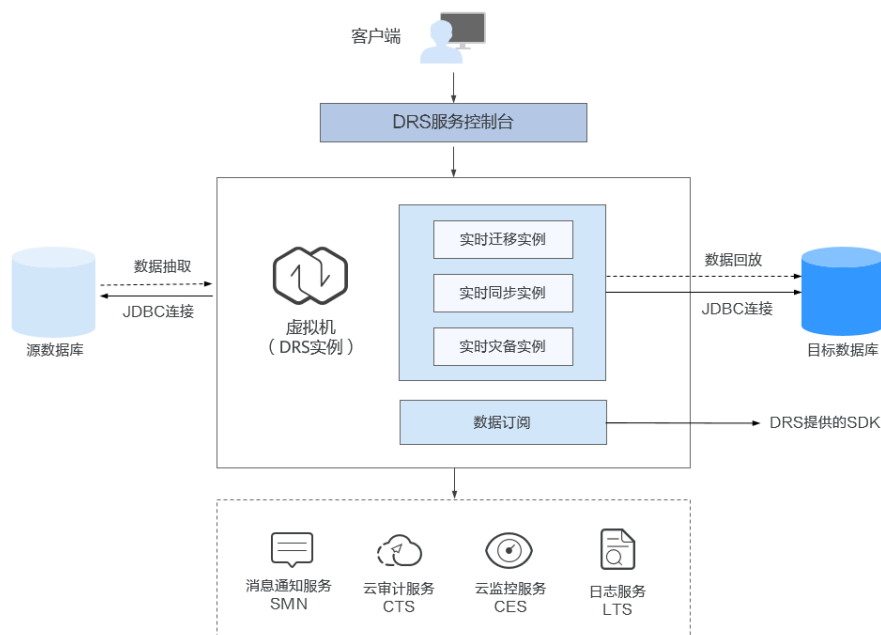 客户端
DRS服务控制台
实时迁移实例
数据抽取
数据回放
实时同步实例
JDBC连接
JDBC连接
虚拟机
（DRS实例）
实时灾备实例
源数据库
目标数据库
数据订阅
DRS提供的SDK
消息通知服务
SMN
云审计服务
CTS
云监控服务
CES
日志服务
LTS